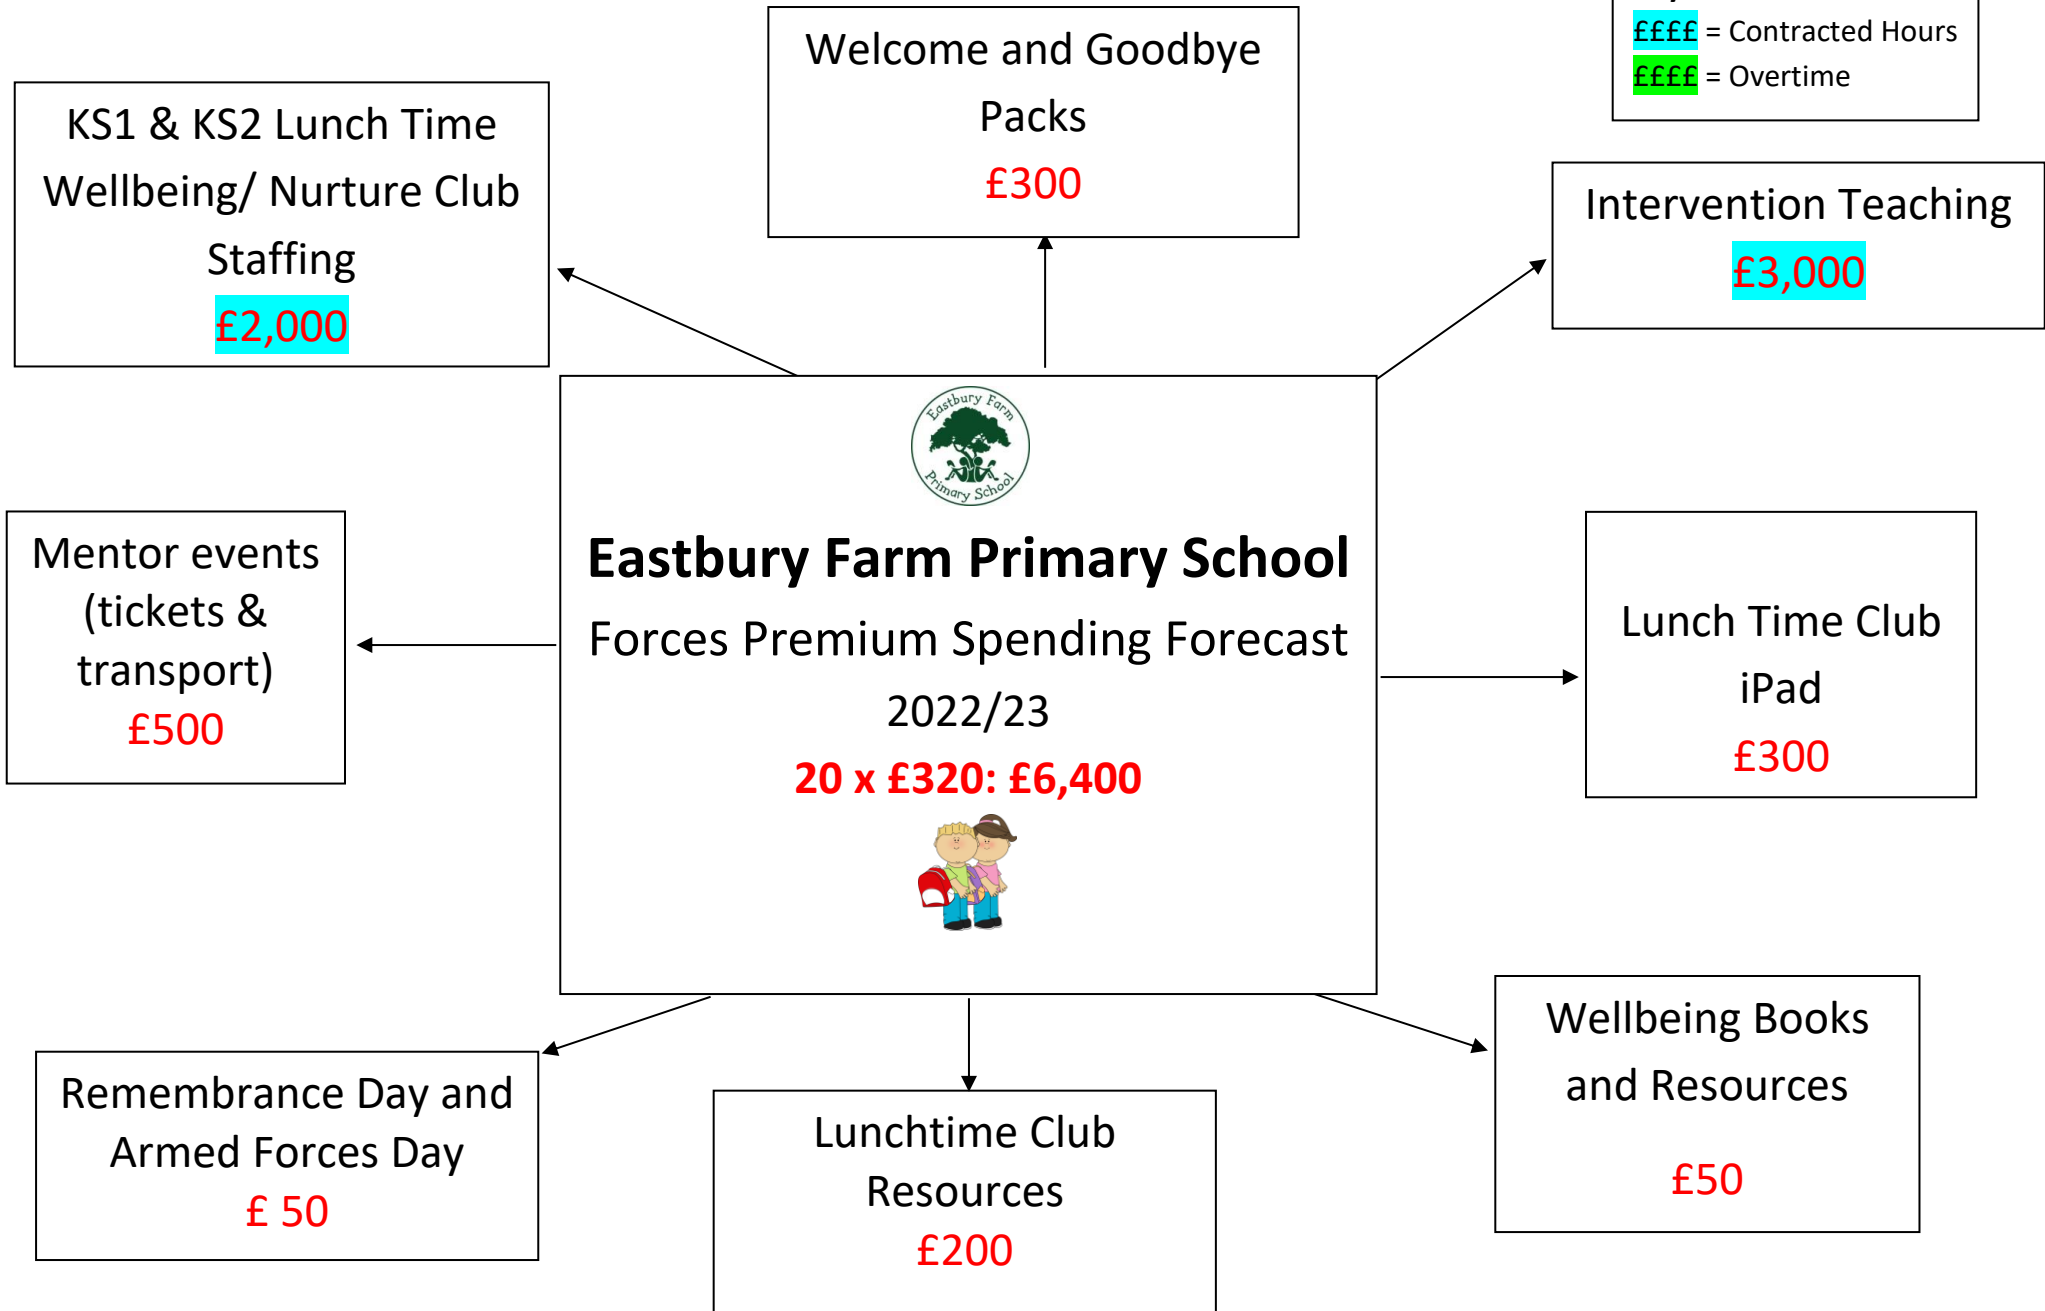 ££££ = Contracted Hours
££££ = Overtime
Welcome and Goodbye
Packs
£300
KS1 & KS2 Lunch Time
Wellbeing/ Nurture Club
Staffing
£2,000
Intervention Teaching
£3,000
Eastbury Farm
Primary School
Eastbury Farm Primary School
Forces Premium Spending Forecast
2022/23
20 x £320: £6,400
Mentor events
(tickets &
transport)
£500
Lunch Time Club
iPad
£300
Remembrance Day and
Armed Forces Day
£ 50
Lunchtime Club
Resources
£200
Wellbeing Books
and Resources
£50